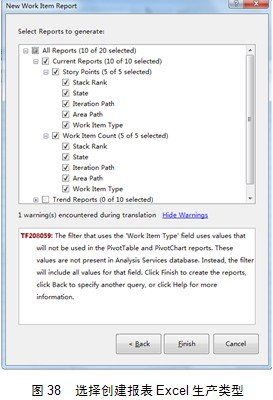 New Work Item Report
Select Reports to generate:
All Reports (10 of 20 selected)
Current Reports (10 of 10 selected)
Story Points (5 of 5 selected)
Stack Rank
State
Iteration Path
Area Path
Work Item Type
Work Item Count (5 of 5 selected)
Stack Rank
State
Iteration Path
Area Path
Work Item Type
Trend Reports (0 of 10 selected)
1 warning(s) encountered during translation Hide Warnings
TF208059: The filter that uses the 'Work Item Type' field uses values
that will not be used in the PivotTable and PivotChart reports. These
values are not present in Analysis Services database. Instead, the filter
will include all values for that field. Click Finish to create the reports,
click Back to specify another query, or click Help for more
information.
< Back Finish Cancel
图 38 选择创建报表 Excel 生产类型